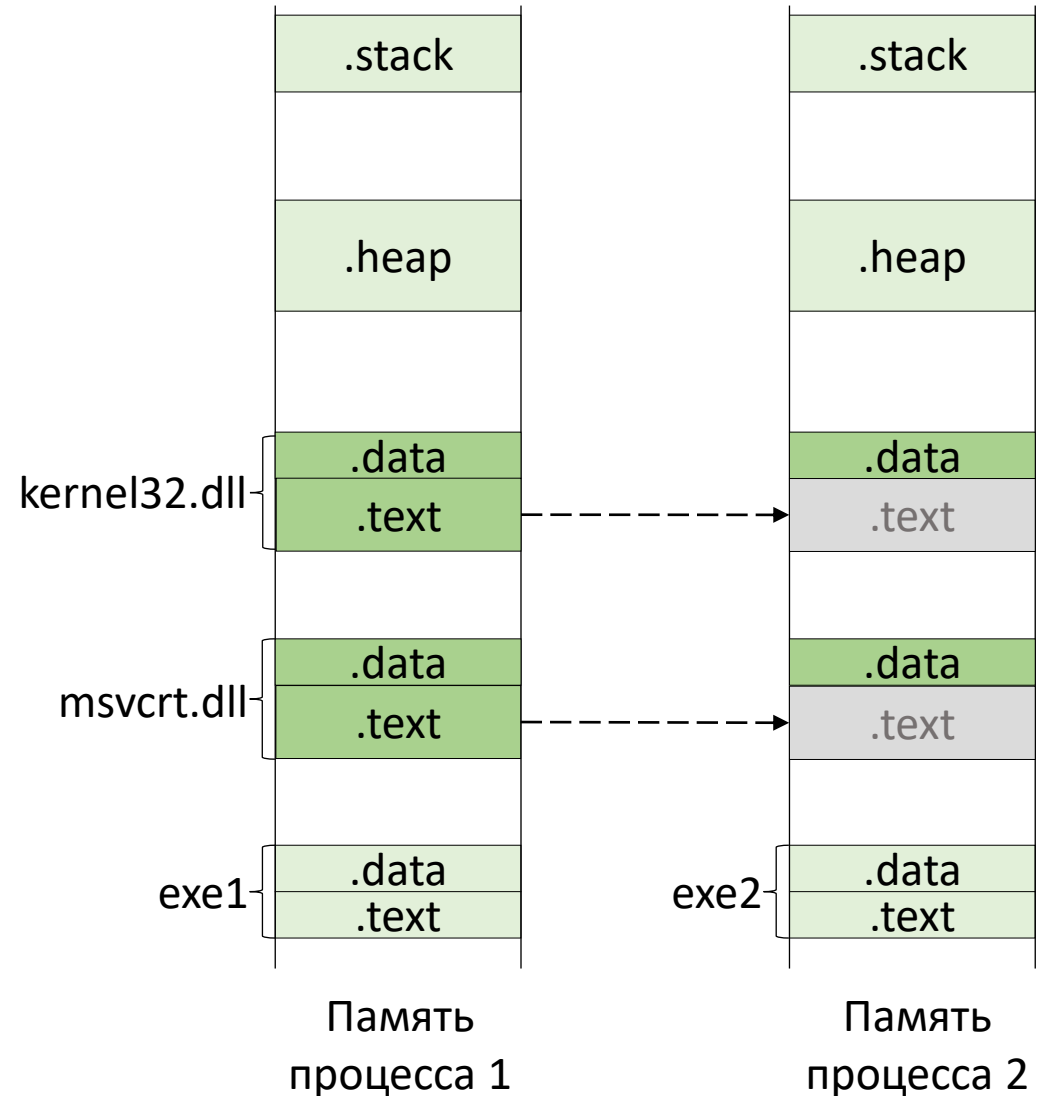 .stack
.stack
.heap
.heap
kernel32.dll
.data
.data
.text
.text
msvcrt.dll
.data
.data
.text
.text
exe1
.data
exe2
.data
.text
.text
Память
процесса 1
Память
процесса 2